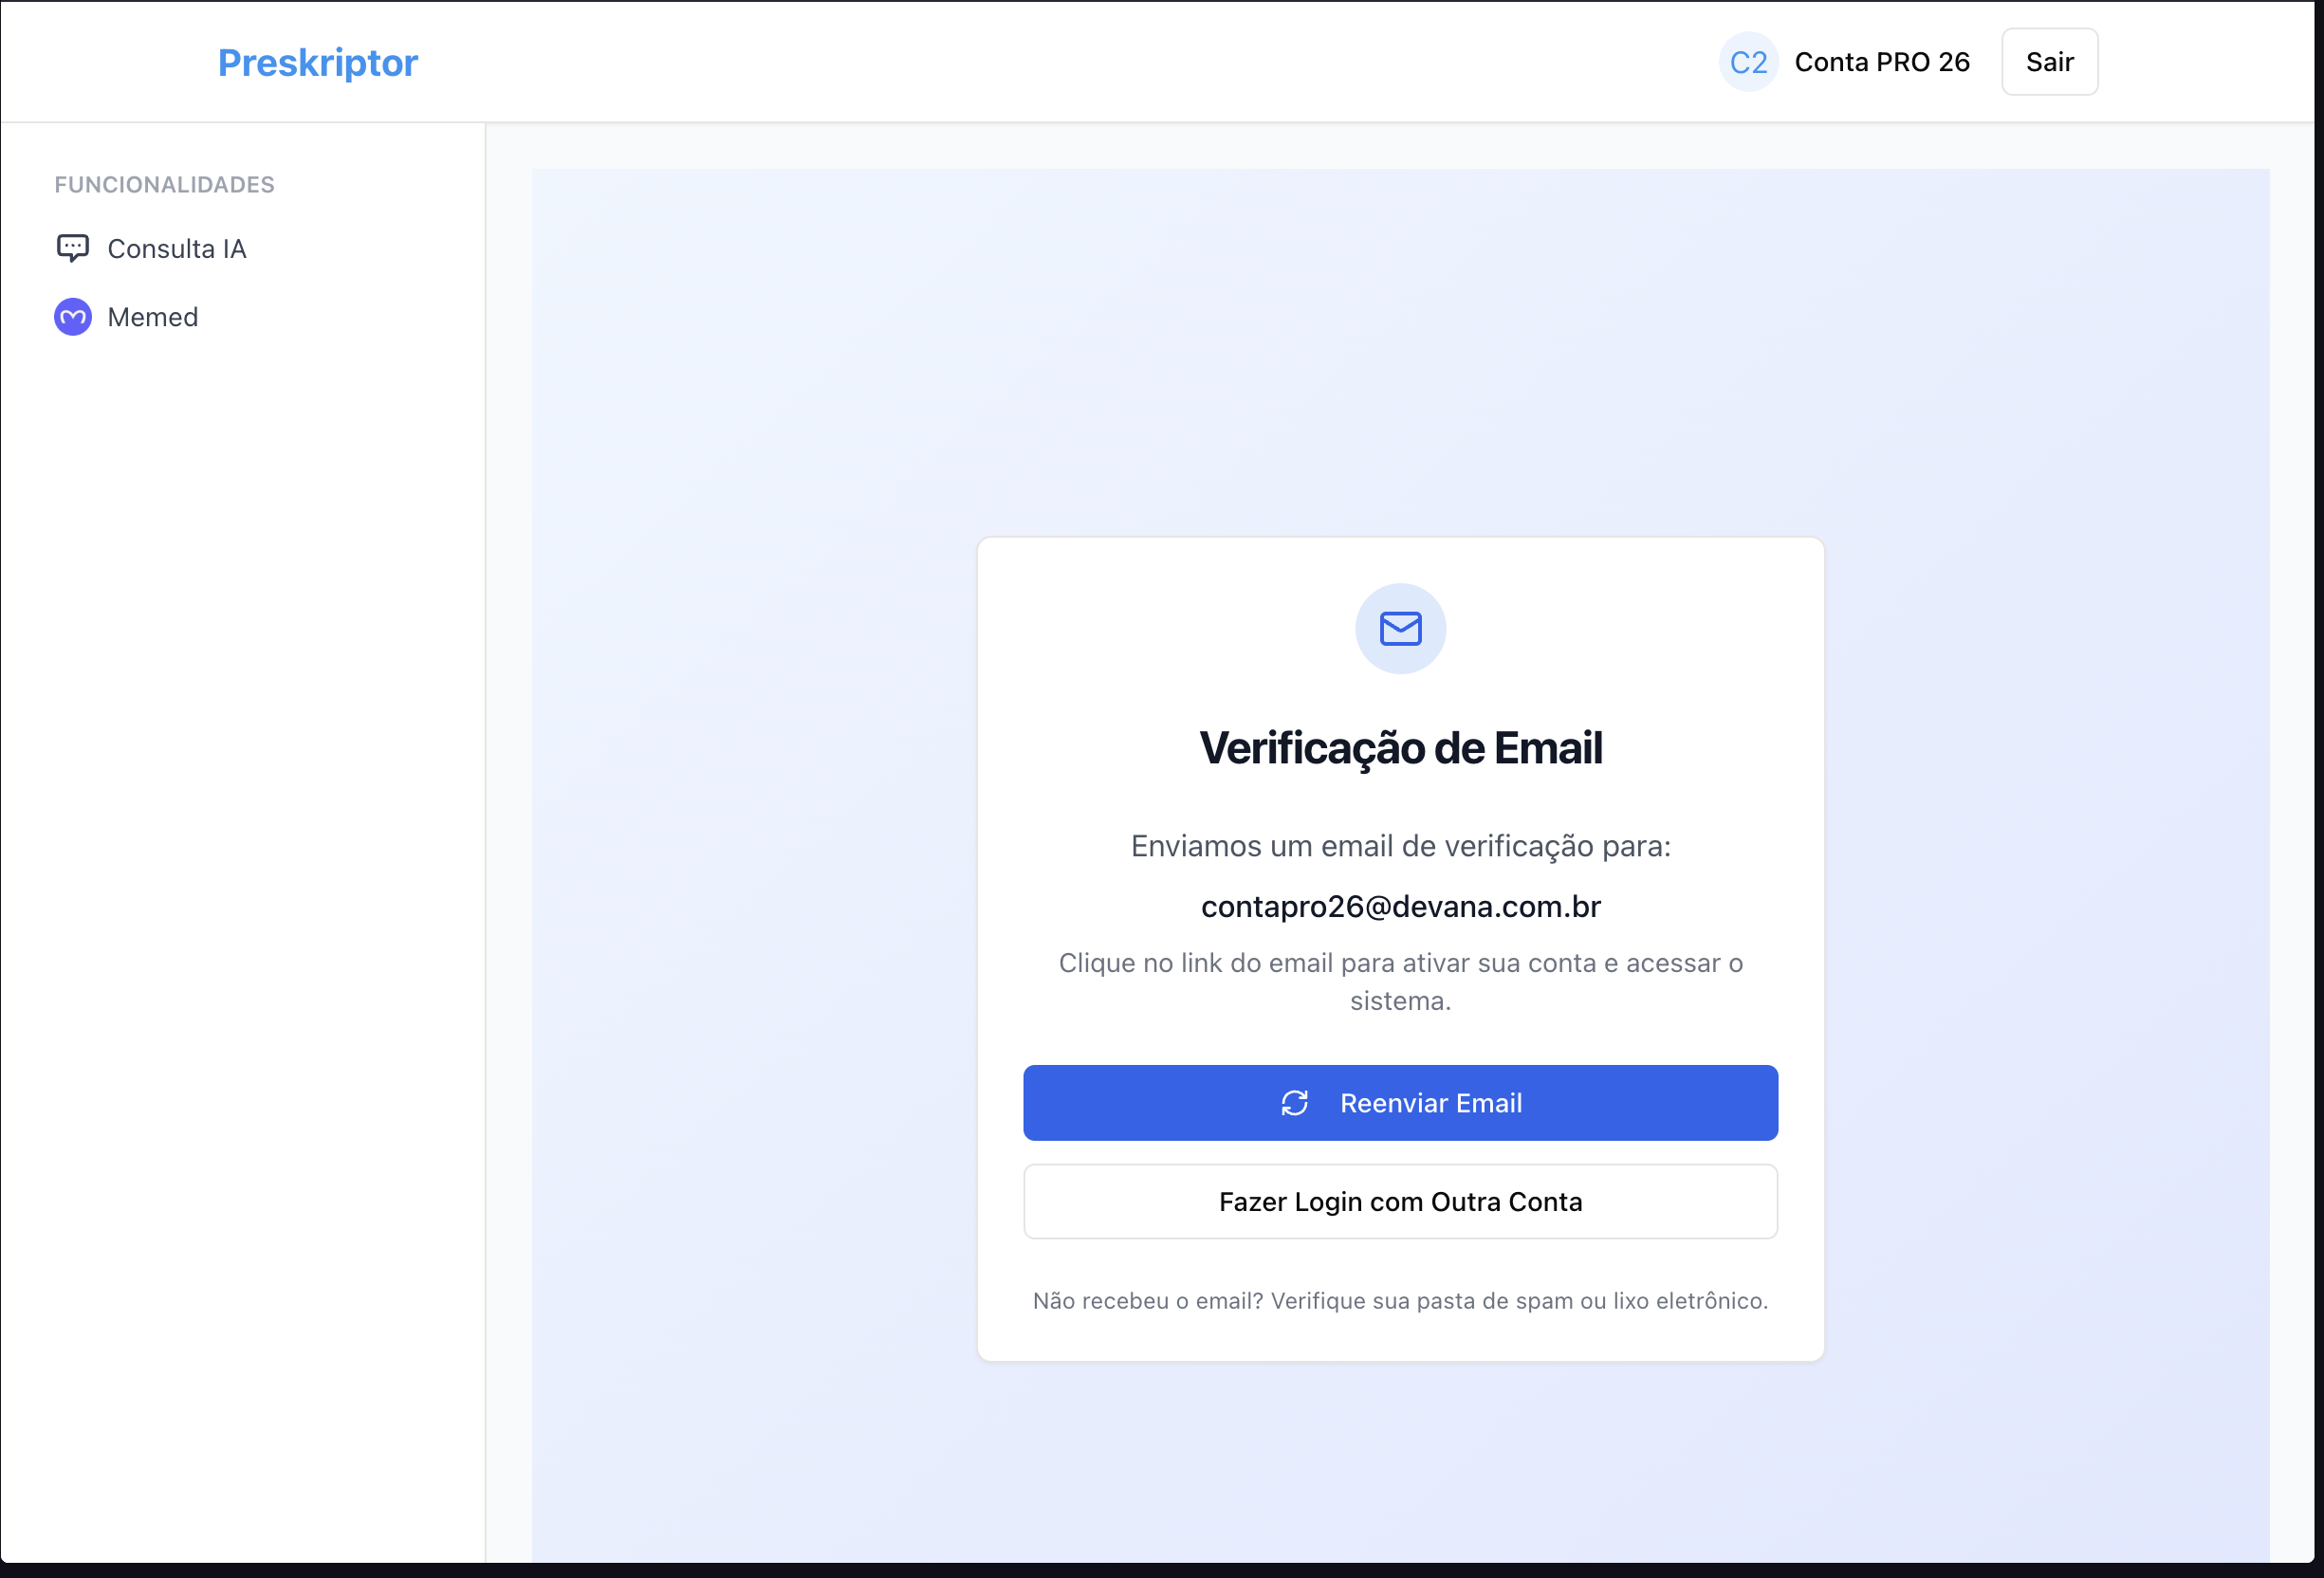 Preskriptor
C2
Conta PRO 26
Sair
FUNCIONALIDADES
Consulta IA
Memed
Verificação de Email
Enviamos um email de verificação para:
contapro26@devana.com.br
Clique no link do email para ativar sua conta e acessar o
sistema.
Reenviar Email
Fazer Login com Outra Conta
Não recebeu o email? Verifique sua pasta de spam ou lixo eletrônico.